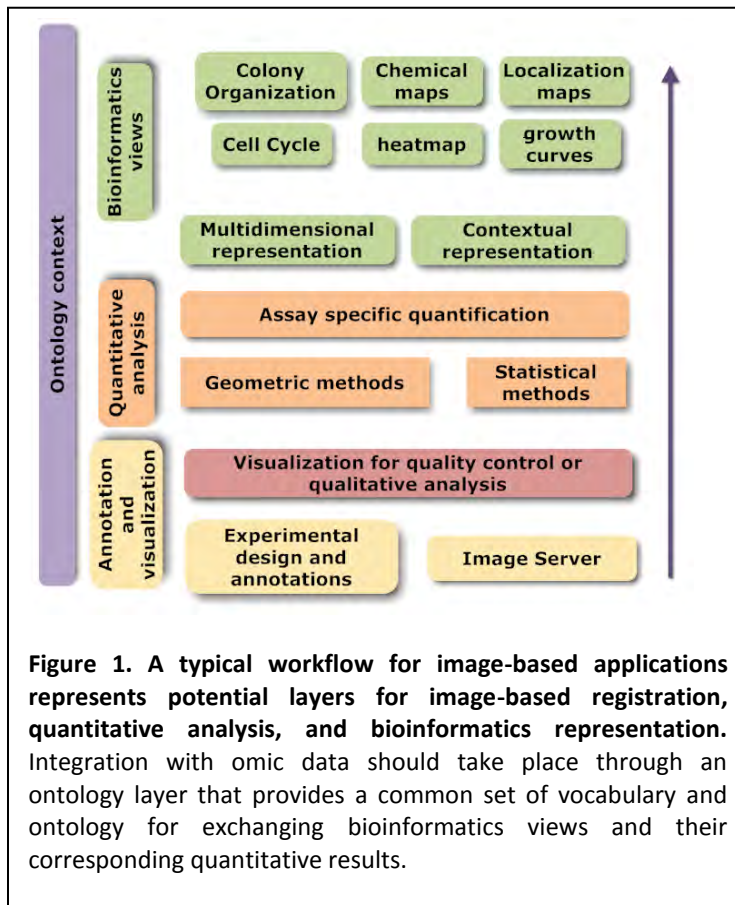 Ontology context
Bioinformatics
views
Colony
Organization
Chemical
maps
Localization
maps
Cell Cycle
heatmap
growth
curves
Multidimensional
representation
Contextual
representation
Quantitative
analysis
Assay specific quantification
Geometric methods
Statistical
methods
Annotation
and
visualization
Visualization for quality control or
qualitative analysis
Experimental
design and
annotations
Image Server
Figure 1. A typical workflow for image-based applications
represents potential layers for image-based registration,
quantitative analysis, and bioinformatics representation.
Integration with omic data should take place through an
ontology layer that provides a common set of vocabulary and
ontology for exchanging bioinformatics views and their
corresponding quantitative results.